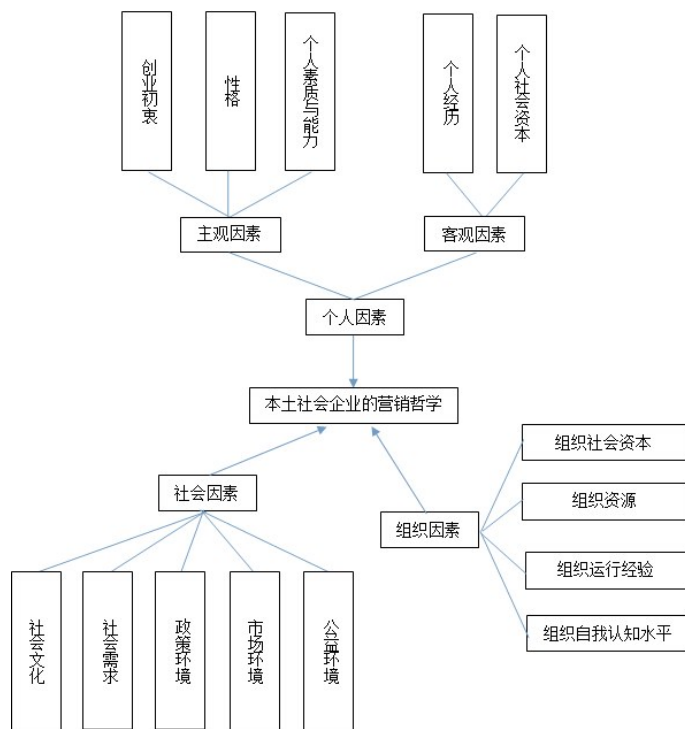 创业初衷
性格
个人素质与能力
个人经历
个人社会资本
主观因素
客观因素
个人因素
本土社会企业的营销哲学
社会因素
组织因素
组织社会资本
组织资源
组织运行经验
组织自我认知水平
社会文化
社会需求
政策环境
市场环境
公益环境